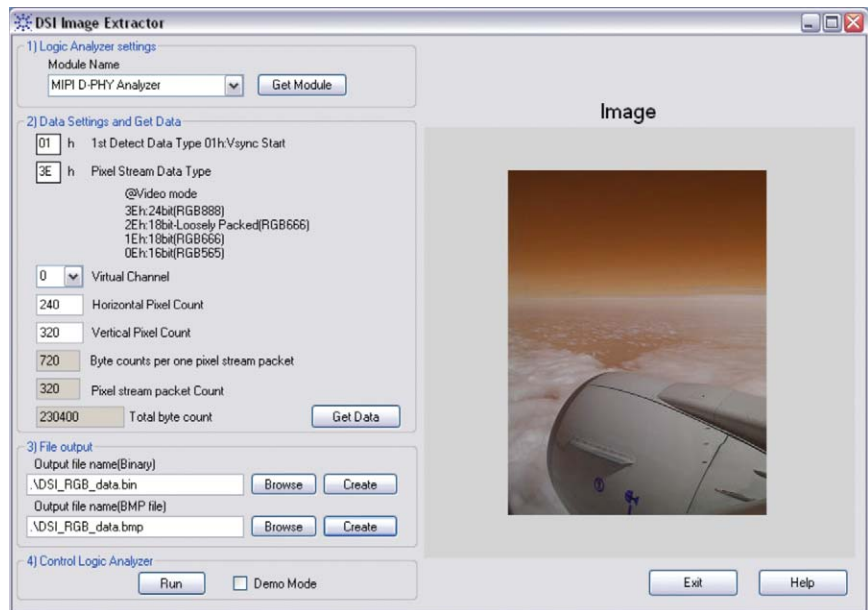 DSI Image Extractor
1) Logic Analyzer settings
Module Name
MIPI D-PHY Analyzer
Get Module
2) Data Settings and Get Data
01 h 1st Detect Data Type 01h:Vsync Start
3E h Pixel Stream Data Type
@Video mode
3Eh:24bit(RGB888)
2Eh:18bit-Loosely Packed(RGB666)
1Eh:18bit(RGB666)
0Eh:16bit(RGB565)
0 Virtual Channel
240 Horizontal Pixel Count
320 Vertical Pixel Count
720 Byte counts per one pixel stream packet
320 Pixel stream packet Count
230400 Total byte count
Get Data
3) File output
Output file name(Binary)
.\DSI_RGB_data.bin
Browse
Create
Output file name(BMP file)
.\DSI_RGB_data.bmp
Browse
Create
4) Control Logic Analyzer
Run
Demo Mode
Image
Exit
Help